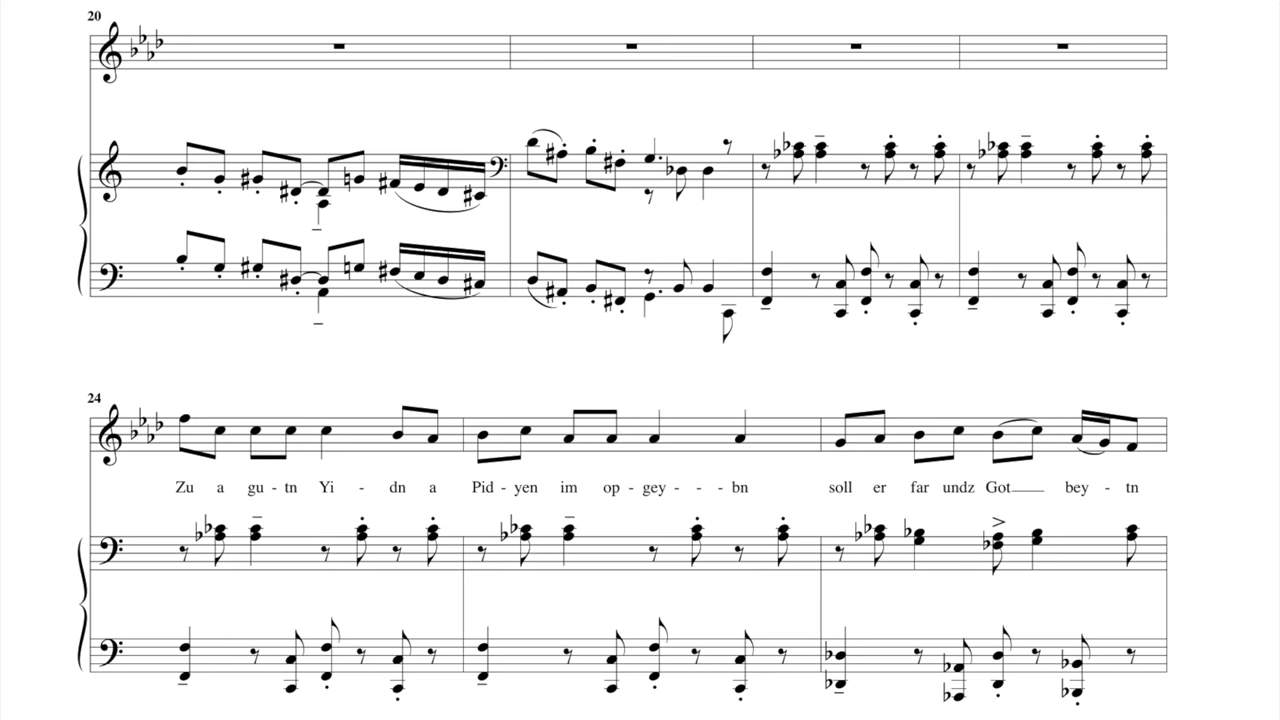 20
24
Zu a gu - tn Yi - dn a Pid - yen im op - gey - - - bn soll er far undz Got___ bey - tn